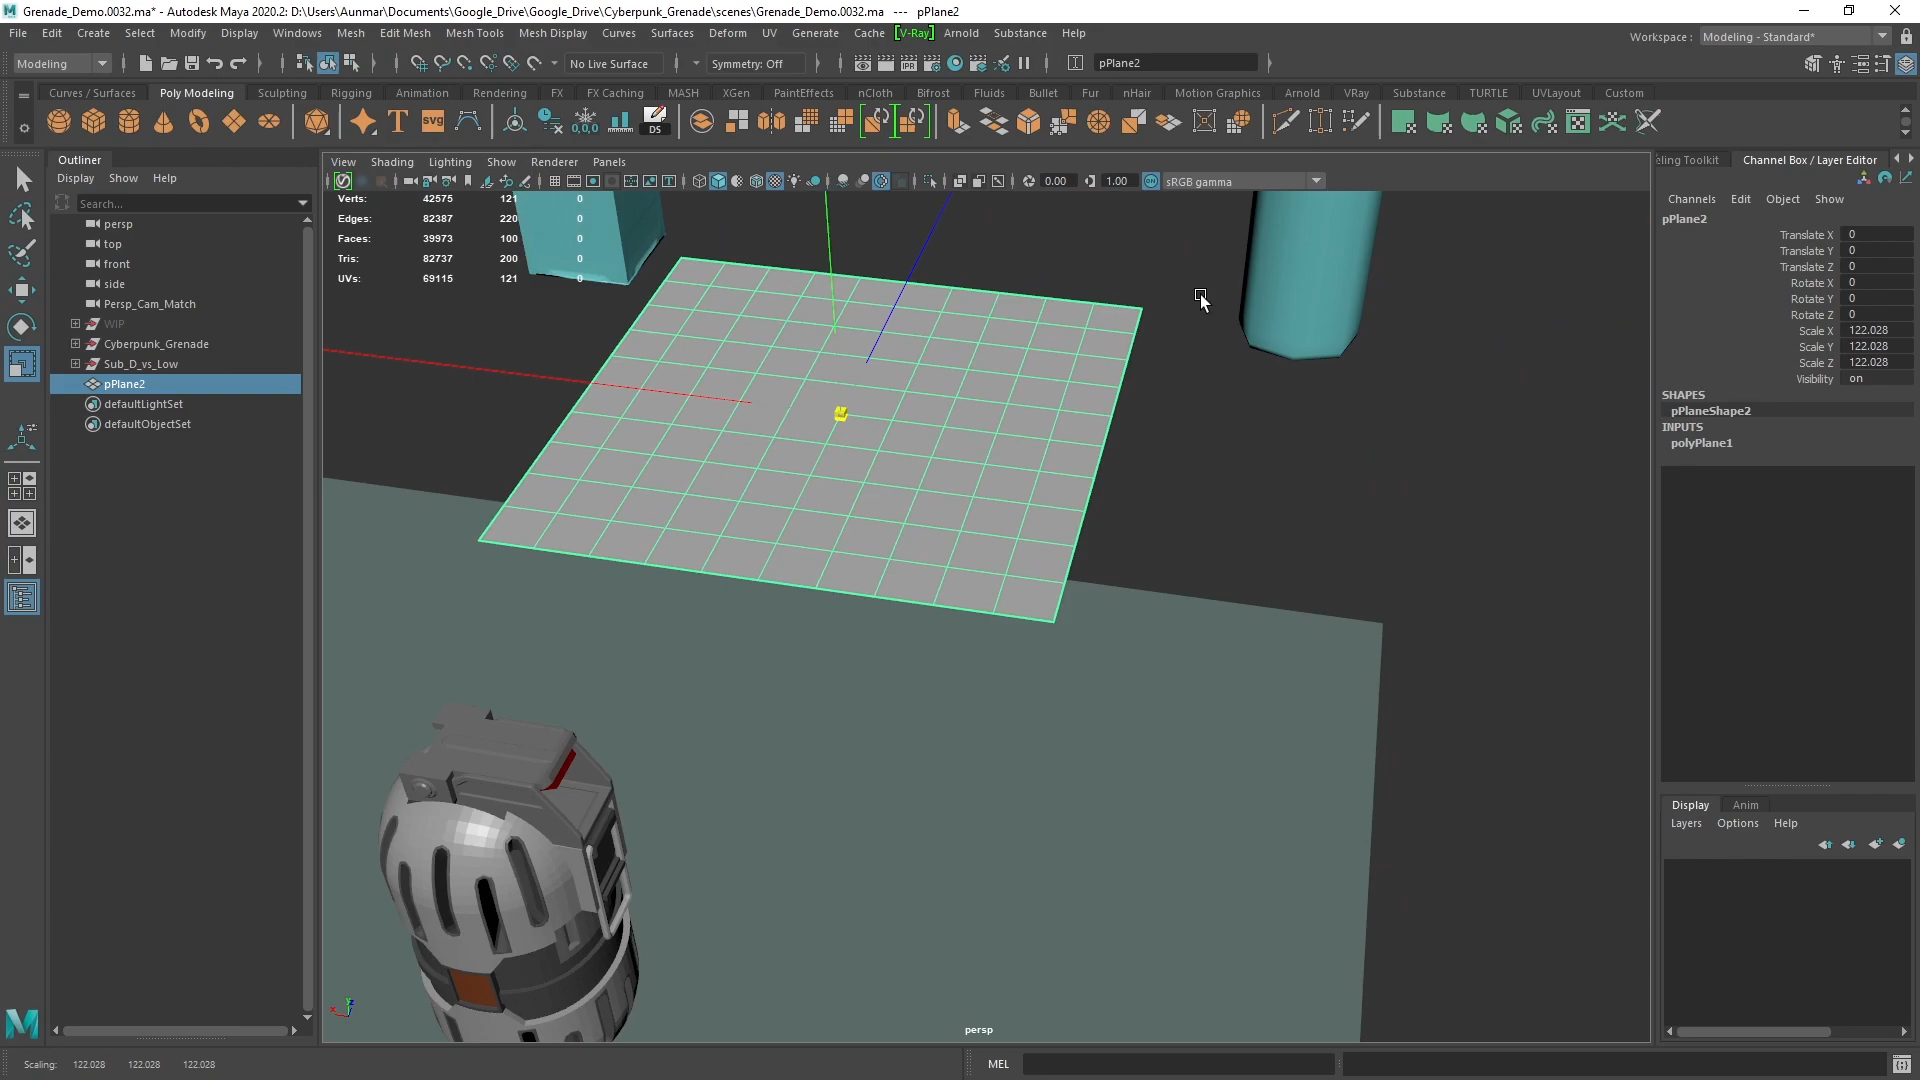 Grenade_Demo.0032.ma* - Autodesk Maya 2020.2: D:\Users\Aunmar\Documents\Google_Drive\Google_Drive\Cyberpunk_Grenade\scenes\Grenade_Demo.0032.ma --- pPlane2
File Edit Create Select Modify Display Windows Mesh Edit Mesh Mesh Tools Mesh Display Curves Surfaces Deform UV Generate Cache [V-Ray] Arnold Substance Help
Workspace : Modeling - Standard*
Modeling No Live Surface Symmetry: Off pPlane2
Curves / Surfaces Poly Modeling Sculpting Rigging Animation Rendering FX FX Caching MASH XGen PaintEffects nCloth Bifrost Fluids Bullet Fur nHair Motion Graphics Arnold VRay Substance TURTLE UVLayout Custom
T SVG 0,0,0 DS
Outliner
Display Show Help
Search...
persp
top
front
side
Persp_Cam_Match
WIP
Cyberpunk_Grenade
Sub_D_vs_Low
pPlane2
defaultLightSet
defaultObjectSet
View Shading Lighting Show Renderer Panels
0.00 1.00 ON sRGB gamma
Verts: 42575 121 0
Edges: 82387 220 0
Faces: 39973 100 0
Tris: 82737 200 0
UVs: 69115 121 0
persp
eling Toolkit Channel Box / Layer Editor
Channels Edit Object Show
pPlane2
Translate X 0
Translate Y 0
Translate Z 0
Rotate X 0
Rotate Y 0
Rotate Z 0
Scale X 122.028
Scale Y 122.028
Scale Z 122.028
Visibility on
SHAPES
pPlaneShape2
INPUTS
polyPlane1
Display Anim
Layers Options Help
Scaling: 122.028 122.028 122.028
MEL